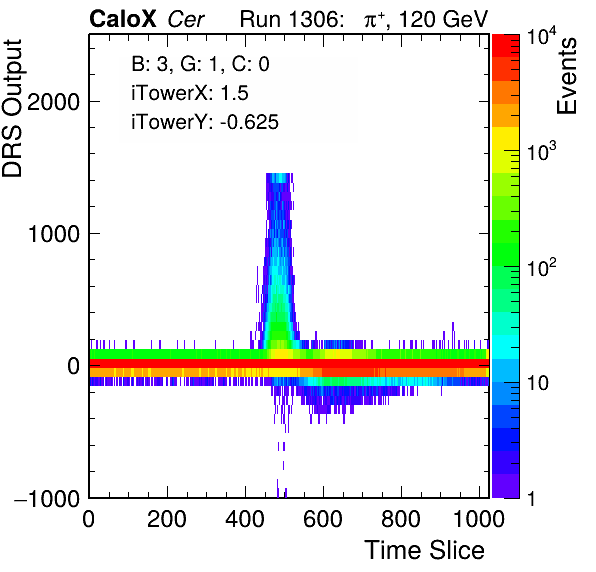 CaloX Cer Run 1306: π⁺, 120 GeV
B: 3, G: 1, C: 0
iTowerX: 1.5
iTowerY: -0.625
DRS Output
2000
1000
0
−1000
0 200 400 600 800 1000
Time Slice
Events
10⁴
10³
10²
10
1